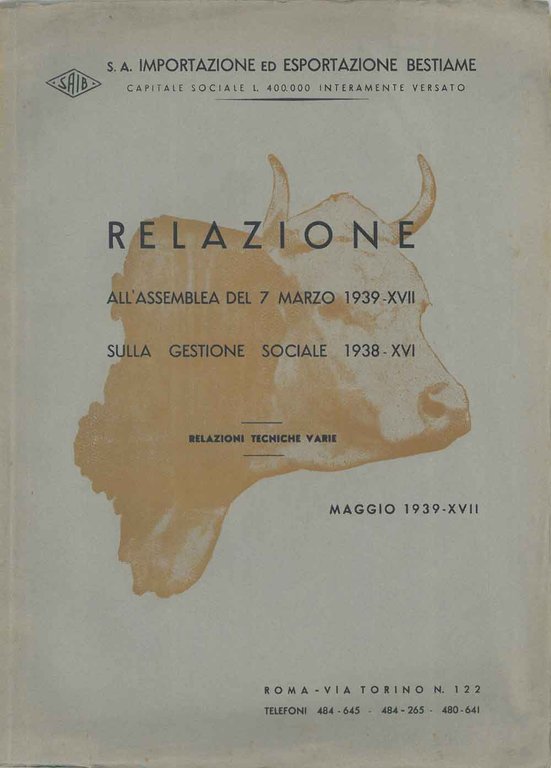 SAIB
S. A. IMPORTAZIONE ED ESPORTAZIONE BESTIAME
CAPITALE SOCIALE L. 400.000 INTERAMENTE VERSATO
RELAZIONE
ALL'ASSEMBLEA DEL 7 MARZO 1939-XVII
SULLA GESTIONE SOCIALE 1938-XVI
RELAZIONI TECNICHE VARIE
MAGGIO 1939-XVII
ROMA - VIA TORINO N. 122
TELEFONI 484-645 - 484-265 - 480-641